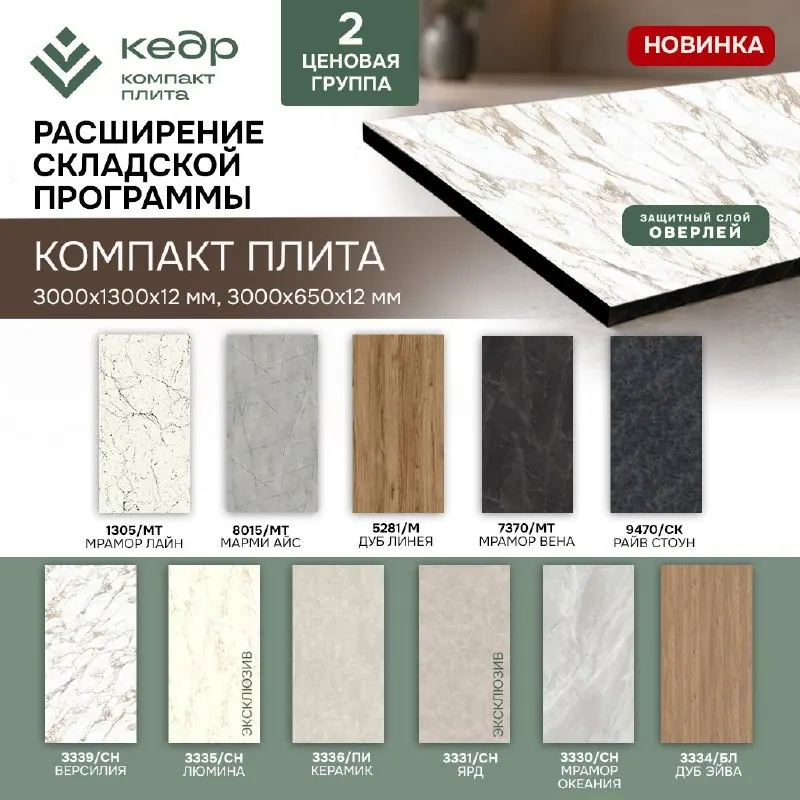 кедр
компакт
плита
2
ЦЕНОВАЯ
ГРУППА
НОВИНКА
РАСШИРЕНИЕ
СКЛАДСКОЙ
ПРОГРАММЫ
ЗАЩИТНЫЙ СЛОЙ
ОВЕРЛЕЙ
КОМПАКТ ПЛИТА
3000x1300x12 мм, 3000x650x12 мм
1305/МТ
МРАМОР ЛАЙН
8015/МТ
МАРМИ АЙС
5281/М
ДУБ ЛИНЕЯ
7370/МТ
МРАМОР ВЕНА
9470/СК
РАЙВ СТОУН
3339/СН
ВЕРСИЛИЯ
ЭКСКЛЮЗИВ
3335/СН
ЛЮМИНА
3336/ПИ
КЕРАМИК
ЭКСКЛЮЗИВ
3331/СН
ЯРД
3330/СН
МРАМОР
ОКЕАНИЯ
3334/БЛ
ДУБ ЭЙВА